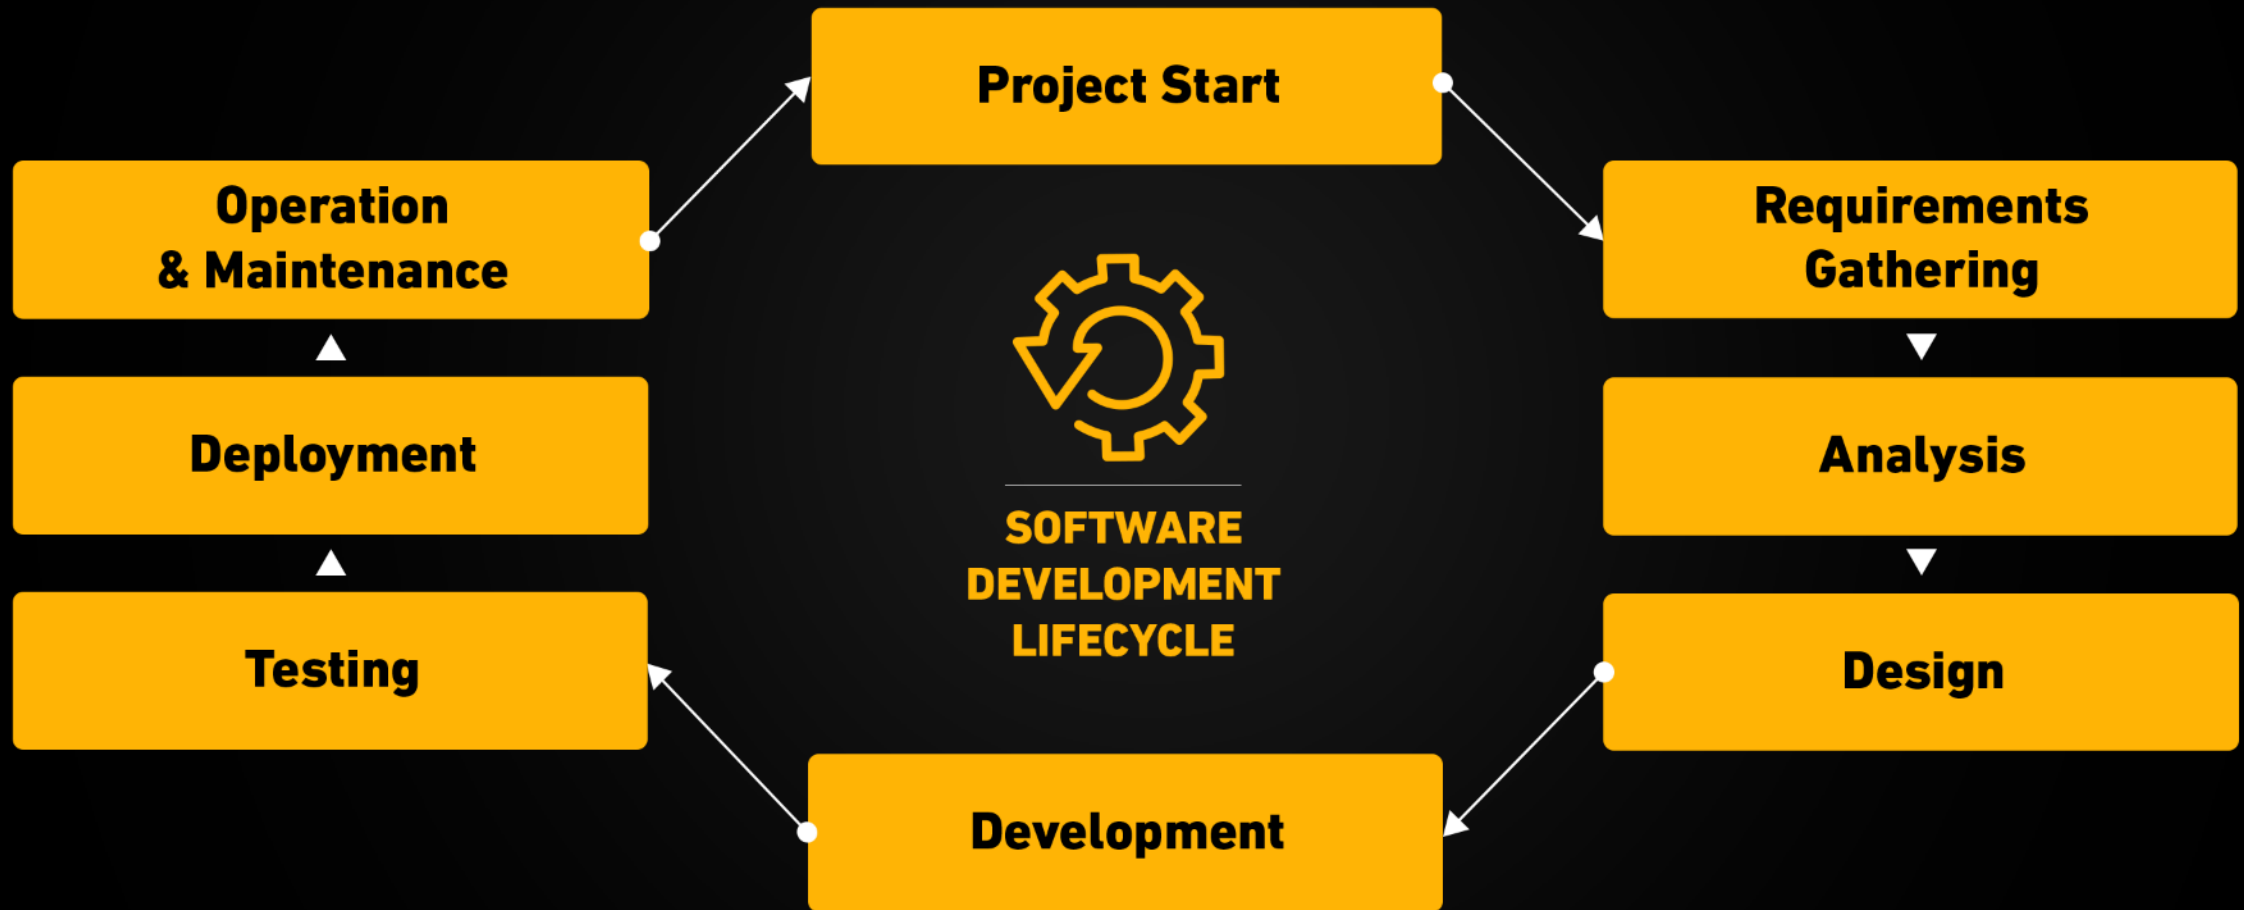 Project Start
Requirements
Gathering
Analysis
Design
Development
Testing
Deployment
Operation
& Maintenance
SOFTWARE
DEVELOPMENT
LIFECYCLE